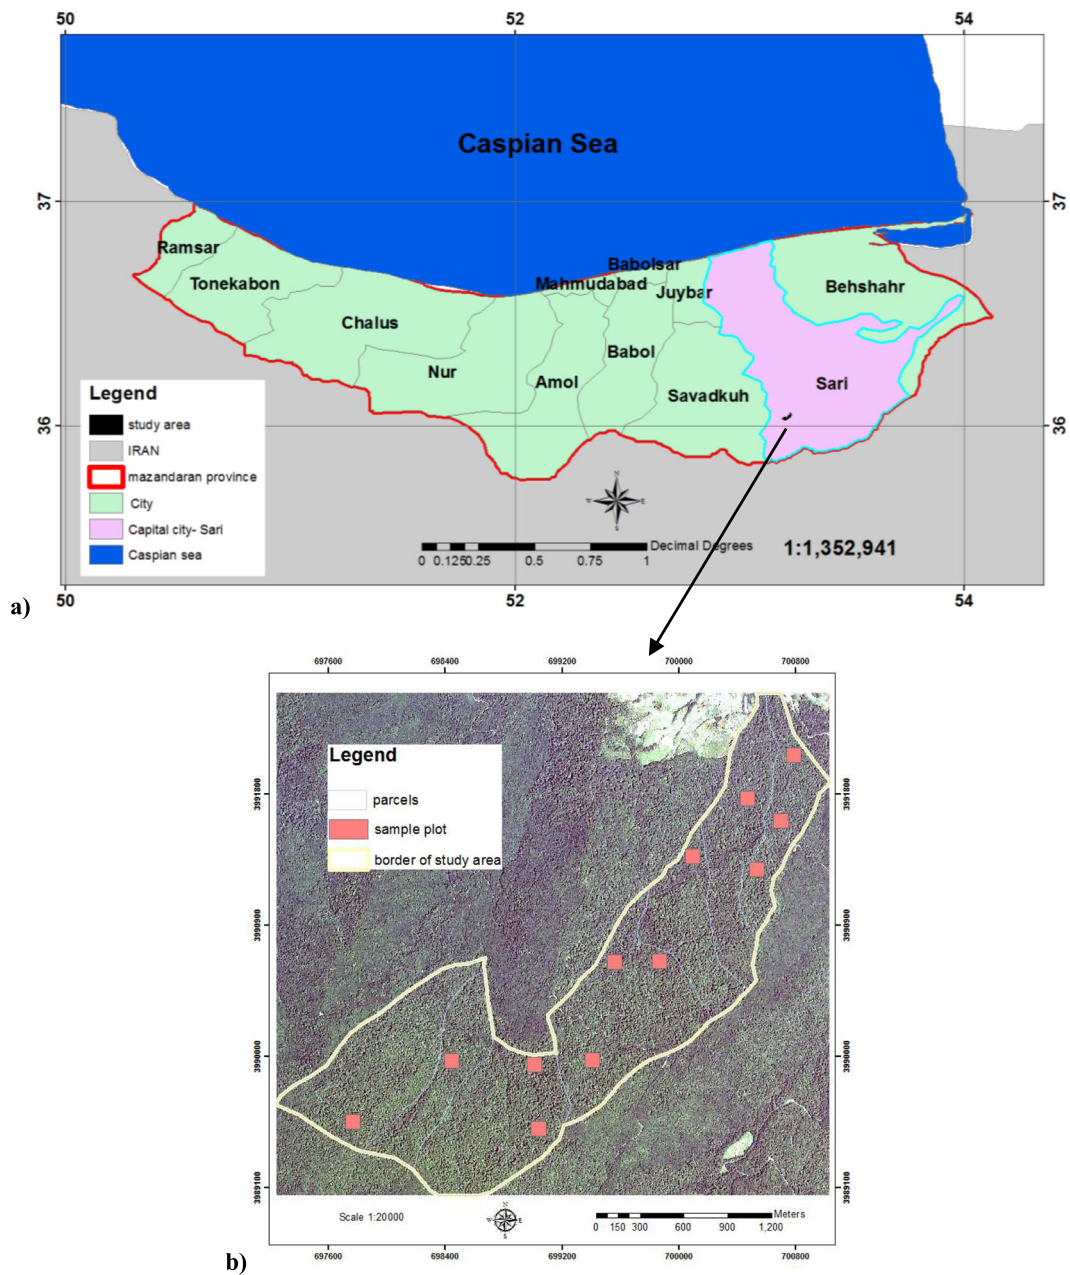 50 52 54
Caspian Sea
37 37
Ramsar
Babolsar
Tonekabon
Mahmudabad
Behshahr
Juybar
Chalus
Babol
Nur
Amol
Sari
Savadkuh
36 36
Legend
study area
IRAN
mazandaran province
City
Capital city- Sari
Caspian sea
N
W E
S
Decimal Degrees
0 0.125 0.25 0.5 0.75 1
1:1,352,941
50 52 54
a)
697600 698400 699200 700000 700800
Legend
parcels
sample plot
border of study area
3991800 3991800
3990900 3990900
3990000 3990000
3989100 3989100
Scale 1:20000
N
W E
S
Meters
0 150 300 600 900 1,200
697600 698400 699200 700000 700800
b)